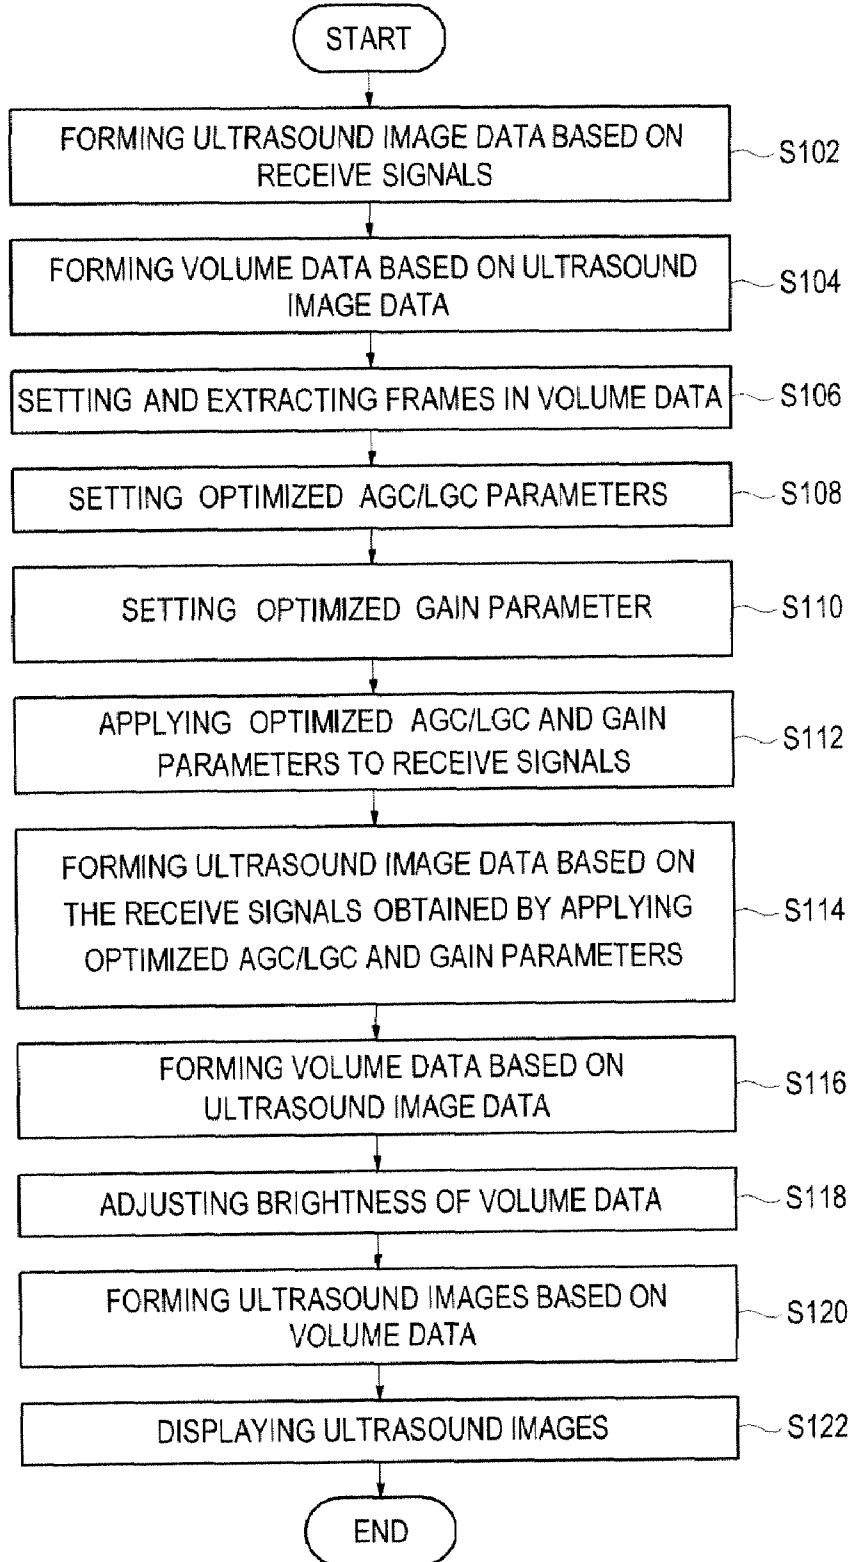 START
FORMING ULTRASOUND IMAGE DATA BASED ON
RECEIVE SIGNALS
S102
FORMING VOLUME DATA BASED ON ULTRASOUND
IMAGE DATA
S104
SETTING AND EXTRACTING FRAMES IN VOLUME DATA
S106
SETTING OPTIMIZED AGC/LGC PARAMETERS
S108
SETTING OPTIMIZED GAIN PARAMETER
S110
APPLYING OPTIMIZED AGC/LGC AND GAIN
PARAMETERS TO RECEIVE SIGNALS
S112
FORMING ULTRASOUND IMAGE DATA BASED ON
THE RECEIVE SIGNALS OBTAINED BY APPLYING
OPTIMIZED AGC/LGC AND GAIN PARAMETERS
S114
FORMING VOLUME DATA BASED ON
ULTRASOUND IMAGE DATA
S116
ADJUSTING BRIGHTNESS OF VOLUME DATA
S118
FORMING ULTRASOUND IMAGES BASED ON
VOLUME DATA
S120
DISPLAYING ULTRASOUND IMAGES
S122
END